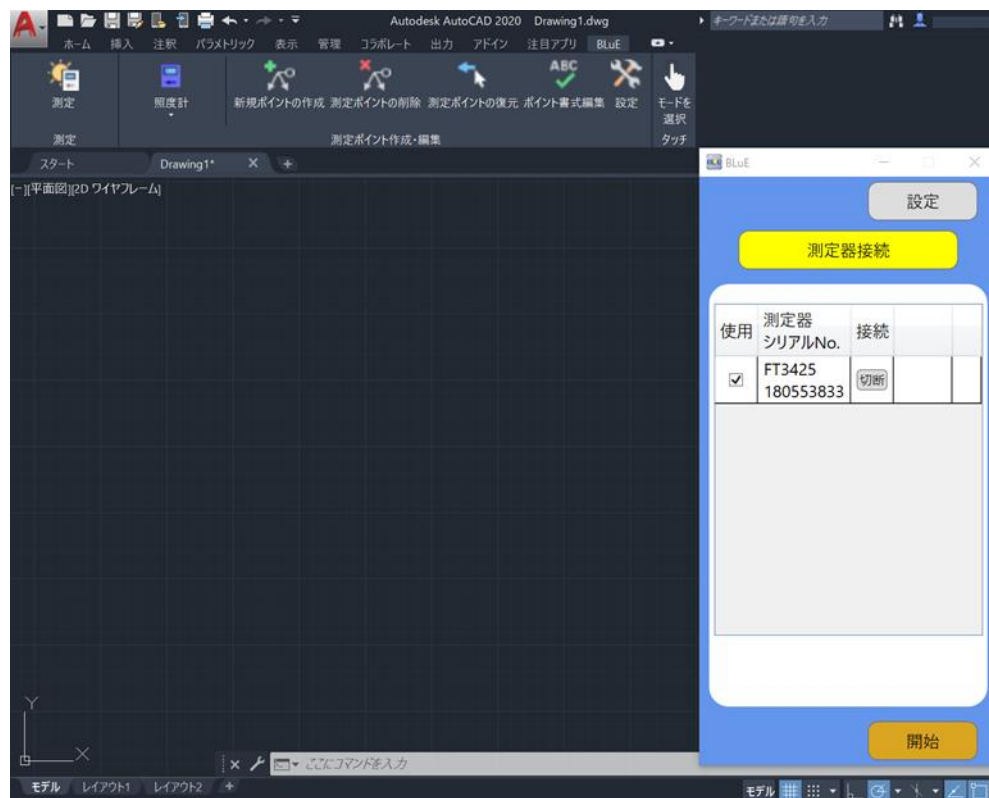 A
Autodesk AutoCAD 2020 Drawing1.dwg
キーワードまたは語句を入力
ホーム 挿入 注釈 パラメトリック 表示 管理 コラボレート 出力 アドイン 注目アプリ BLuE
ABC
測定 照度計 新規ポイントの作成 測定ポイントの削除 測定ポイントの復元 ポイント書式編集 設定 モードを
選択
測定 測定ポイント作成・編集 タッチ
スタート Drawing1* × +
[-][平面図][2D ワイヤフレーム]
BLuE
設定
測定器接続
使用 測定器 接続
シリアルNo.
FT3425 切断
180553833
Y
X
ここにコマンドを入力
開始
モデル レイアウト1 レイアウト2 +
モデル